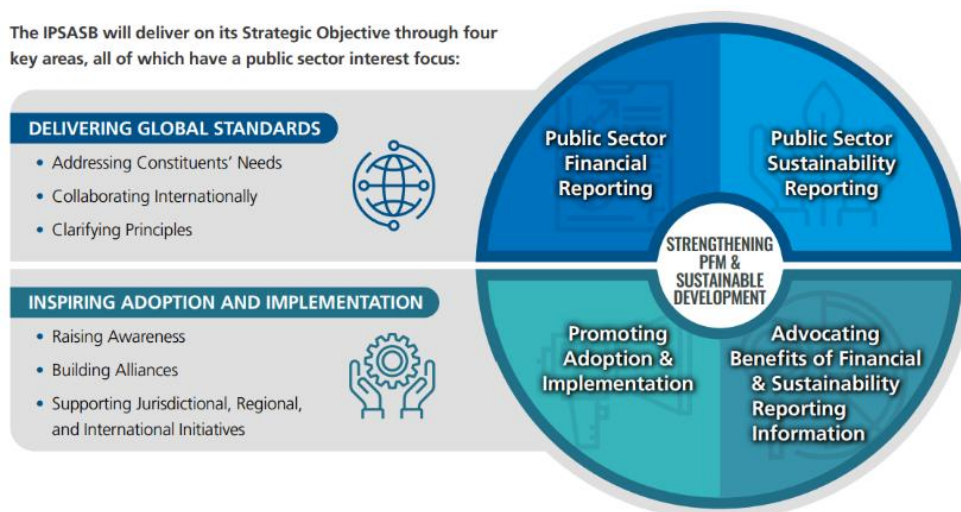 The IPSASB will deliver on its Strategic Objective through four
key areas, all of which have a public sector interest focus:
DELIVERING GLOBAL STANDARDS
• Addressing Constituents’ Needs
• Collaborating Internationally
• Clarifying Principles
INSPIRING ADOPTION AND IMPLEMENTATION
• Raising Awareness
• Building Alliances
• Supporting Jurisdictional, Regional,
and International Initiatives
Public Sector
Financial
Reporting
Public Sector
Sustainability
Reporting
STRENGTHENING
PFM &
SUSTAINABLE
DEVELOPMENT
Promoting
Adoption &
Implementation
Advocating
Benefits of Financial
& Sustainability
Reporting
Information